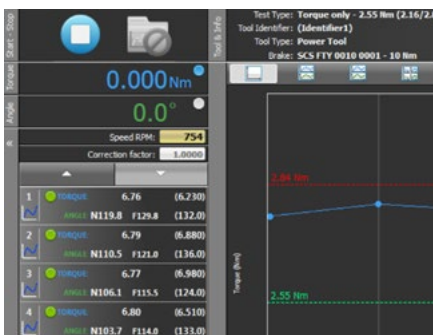 Start - Stop
Torque
0.000 Nm
Angle
0.0°
R
Speed RPM: 754
Correction factor: 1.0000
1 TORQUE: 6.76 (6.230)
ANGLE: N119.8 F129.8 (132.0)
2 TORQUE: 6.79 (6.880)
ANGLE: N110.5 F121.0 (136.0)
3 TORQUE: 6.77 (6.980)
ANGLE: N106.1 F115.5 (124.0)
4 TORQUE: 6.80 (6.510)
ANGLE: N103.7 F114.0 (133.0)
Tool & Info
Test Type: Torque only - 2.55 Nm (2.16/2.
Tool Identifier: (Identifier1)
Tool Type: Power Tool
Brake: SCS FTY 0010 0001 - 10 Nm
2.84 Nm
Torque (Nm)
2.55 Nm